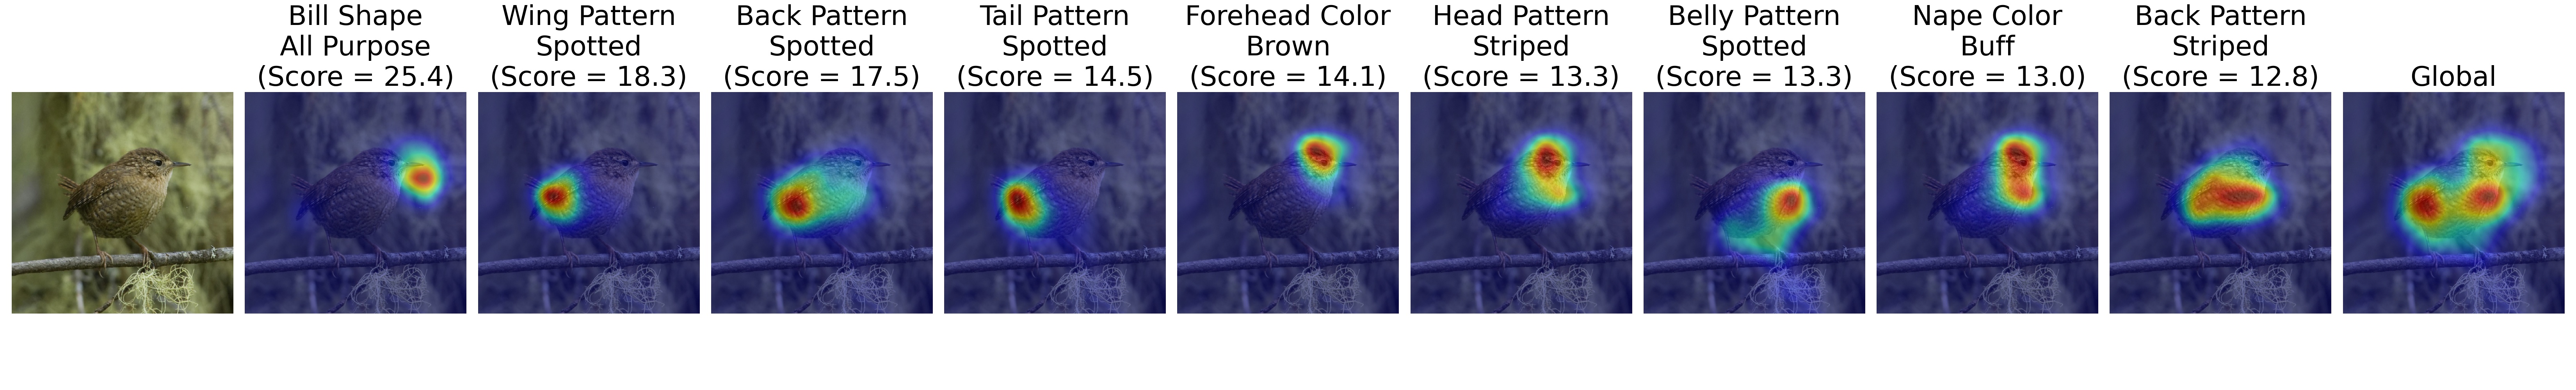 Bill Shape
All Purpose
(Score = 25.4)
Wing Pattern
Spotted
(Score = 18.3)
Back Pattern
Spotted
(Score = 17.5)
Tail Pattern
Spotted
(Score = 14.5)
Forehead Color
Brown
(Score = 14.1)
Head Pattern
Striped
(Score = 13.3)
Belly Pattern
Spotted
(Score = 13.3)
Nape Color
Buff
(Score = 13.0)
Back Pattern
Striped
(Score = 12.8)
Global